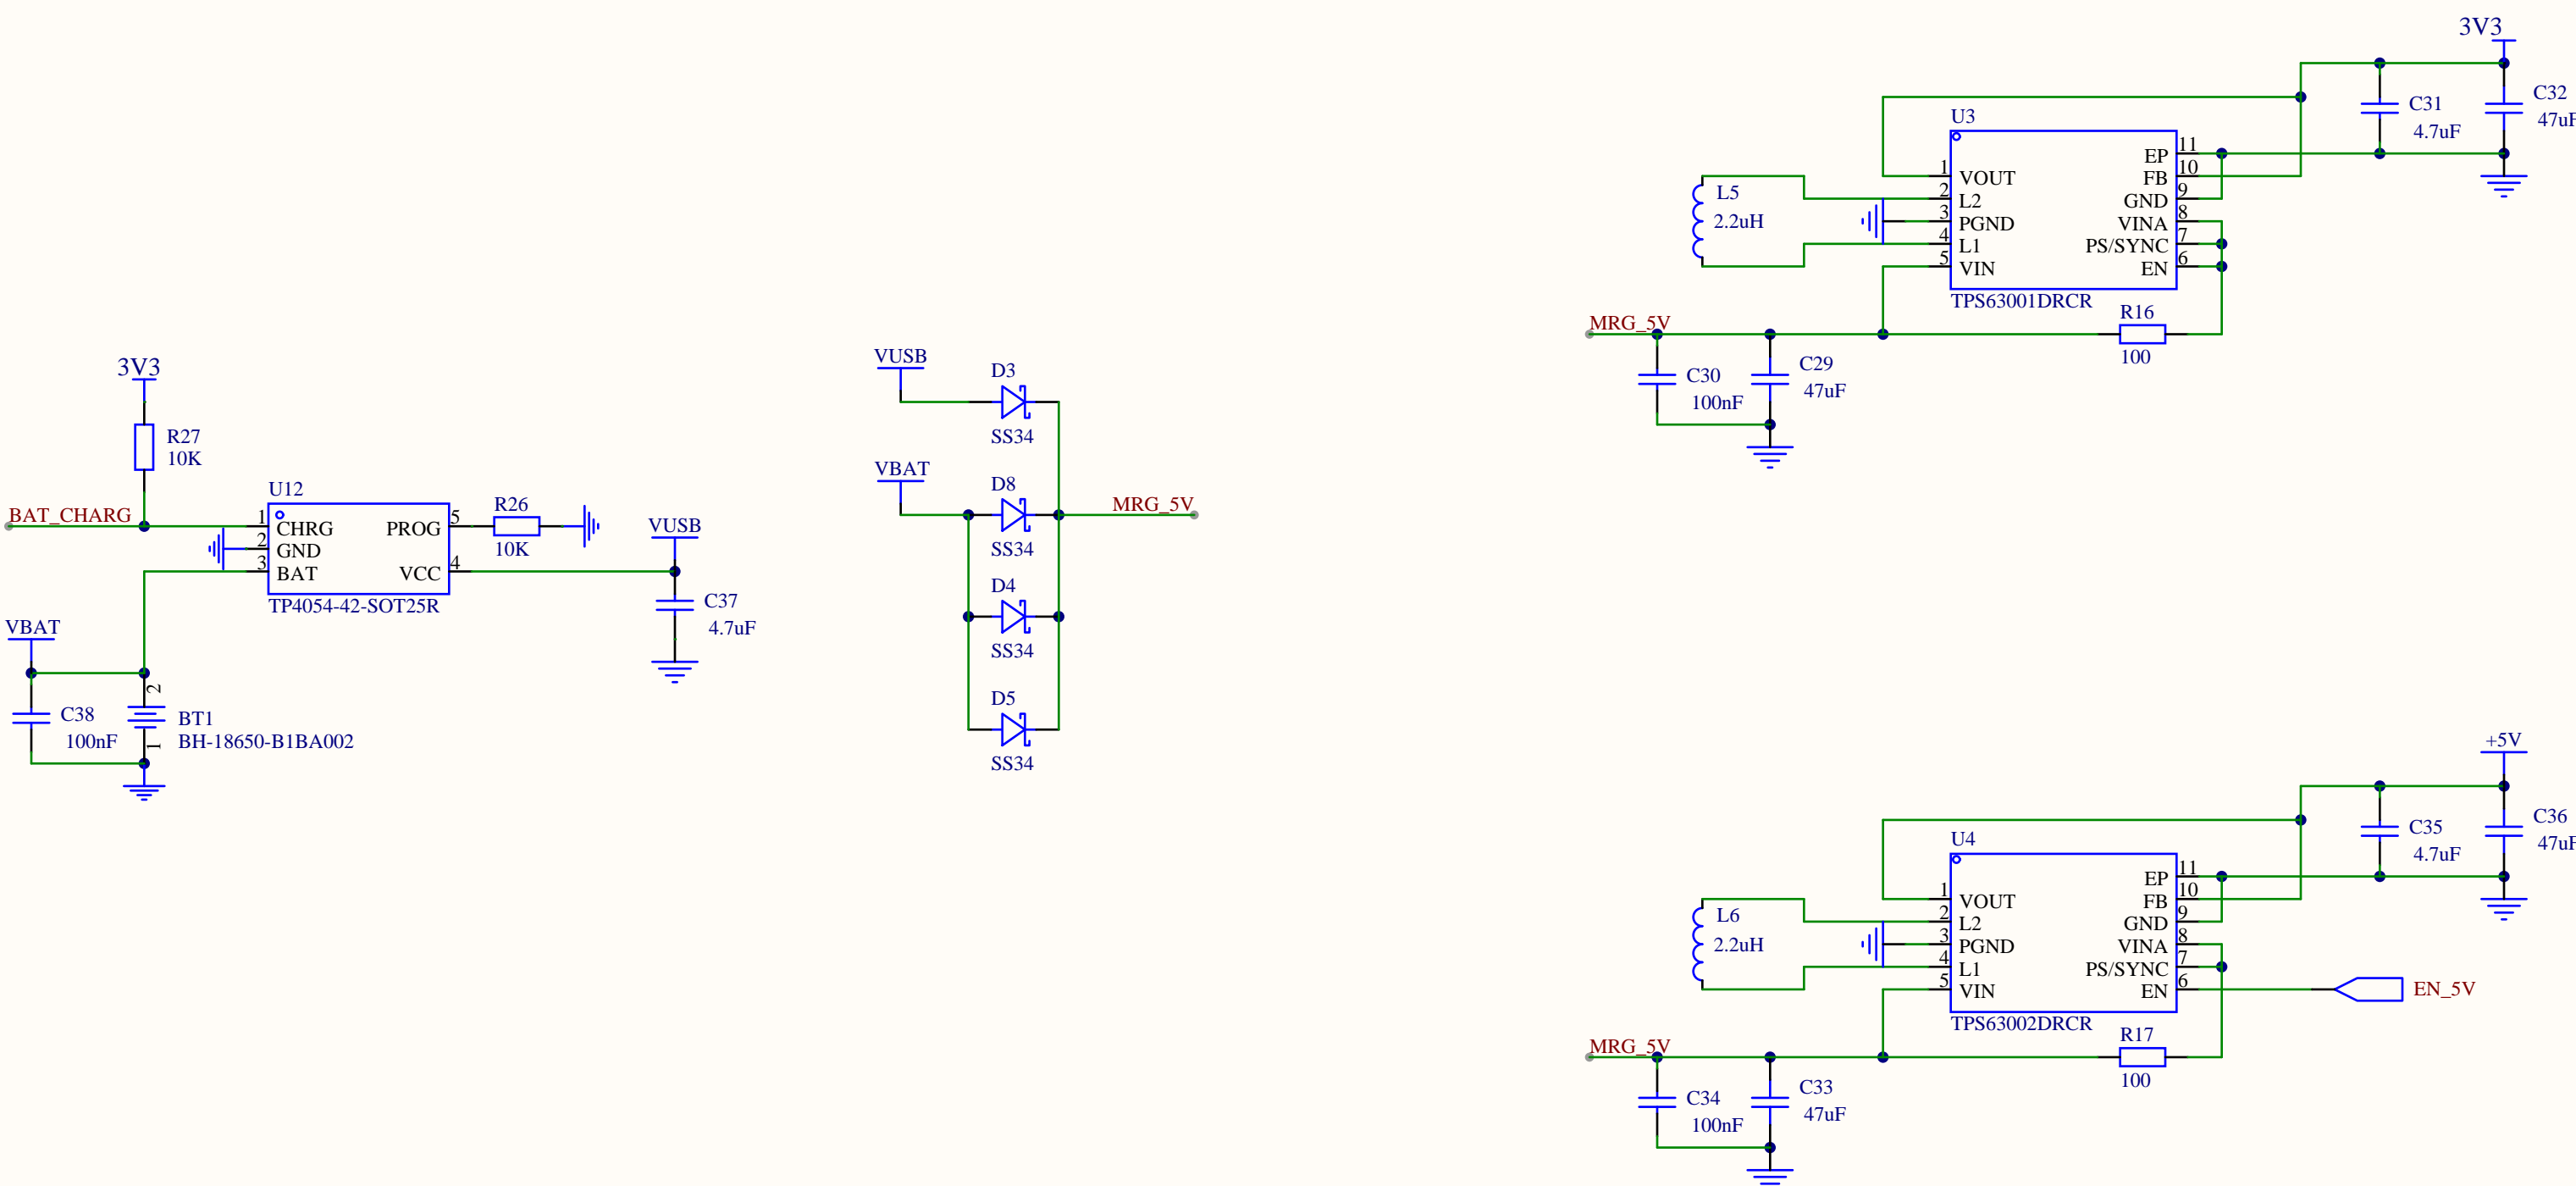 3V3
R27
10K
BAT_CHARG
U12
1
CHRG
2
GND
3
BAT
PROG
5
VCC
4
TP4054-42-SOT25R
R26
10K
VUSB
C37
4.7uF
VBAT
C38
100nF
2
1
BT1
BH-18650-B1BA002
VUSB
D3
SS34
VBAT
D8
SS34
MRG_5V
D4
SS34
D5
SS34
3V3
C31
4.7uF
C32
47uF
U3
L5
2.2uH
1
VOUT
2
L2
3
PGND
4
L1
5
VIN
EP
11
FB
10
GND
9
VINA
8
PS/SYNC
7
EN
6
TPS63001DRCR
MRG_5V
R16
100
C30
100nF
C29
47uF
+5V
C35
4.7uF
C36
47uF
U4
L6
2.2uH
1
VOUT
2
L2
3
PGND
4
L1
5
VIN
EP
11
FB
10
GND
9
VINA
8
PS/SYNC
7
EN
6
EN_5V
TPS63002DRCR
MRG_5V
R17
100
C34
100nF
C33
47uF